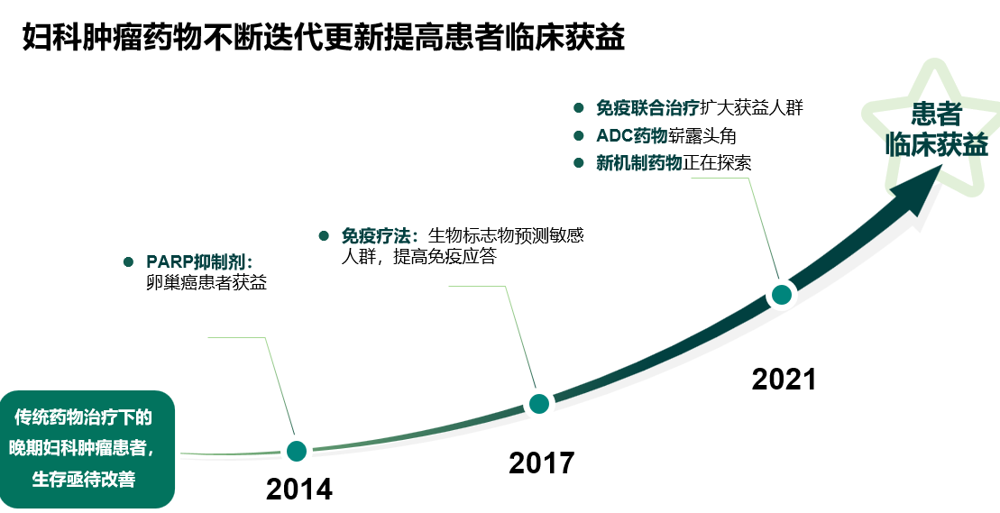 妇科肿瘤药物不断迭代更新提高患者临床获益
免疫联合治疗扩大获益人群
ADC药物崭露头角
新机制药物正在探索
患者
临床获益
免疫疗法：生物标志物预测敏感
人群，提高免疫应答
PARP抑制剂：
卵巢癌患者获益
传统药物治疗下的
晚期妇科肿瘤患者，
生存亟待改善
2014
2017
2021